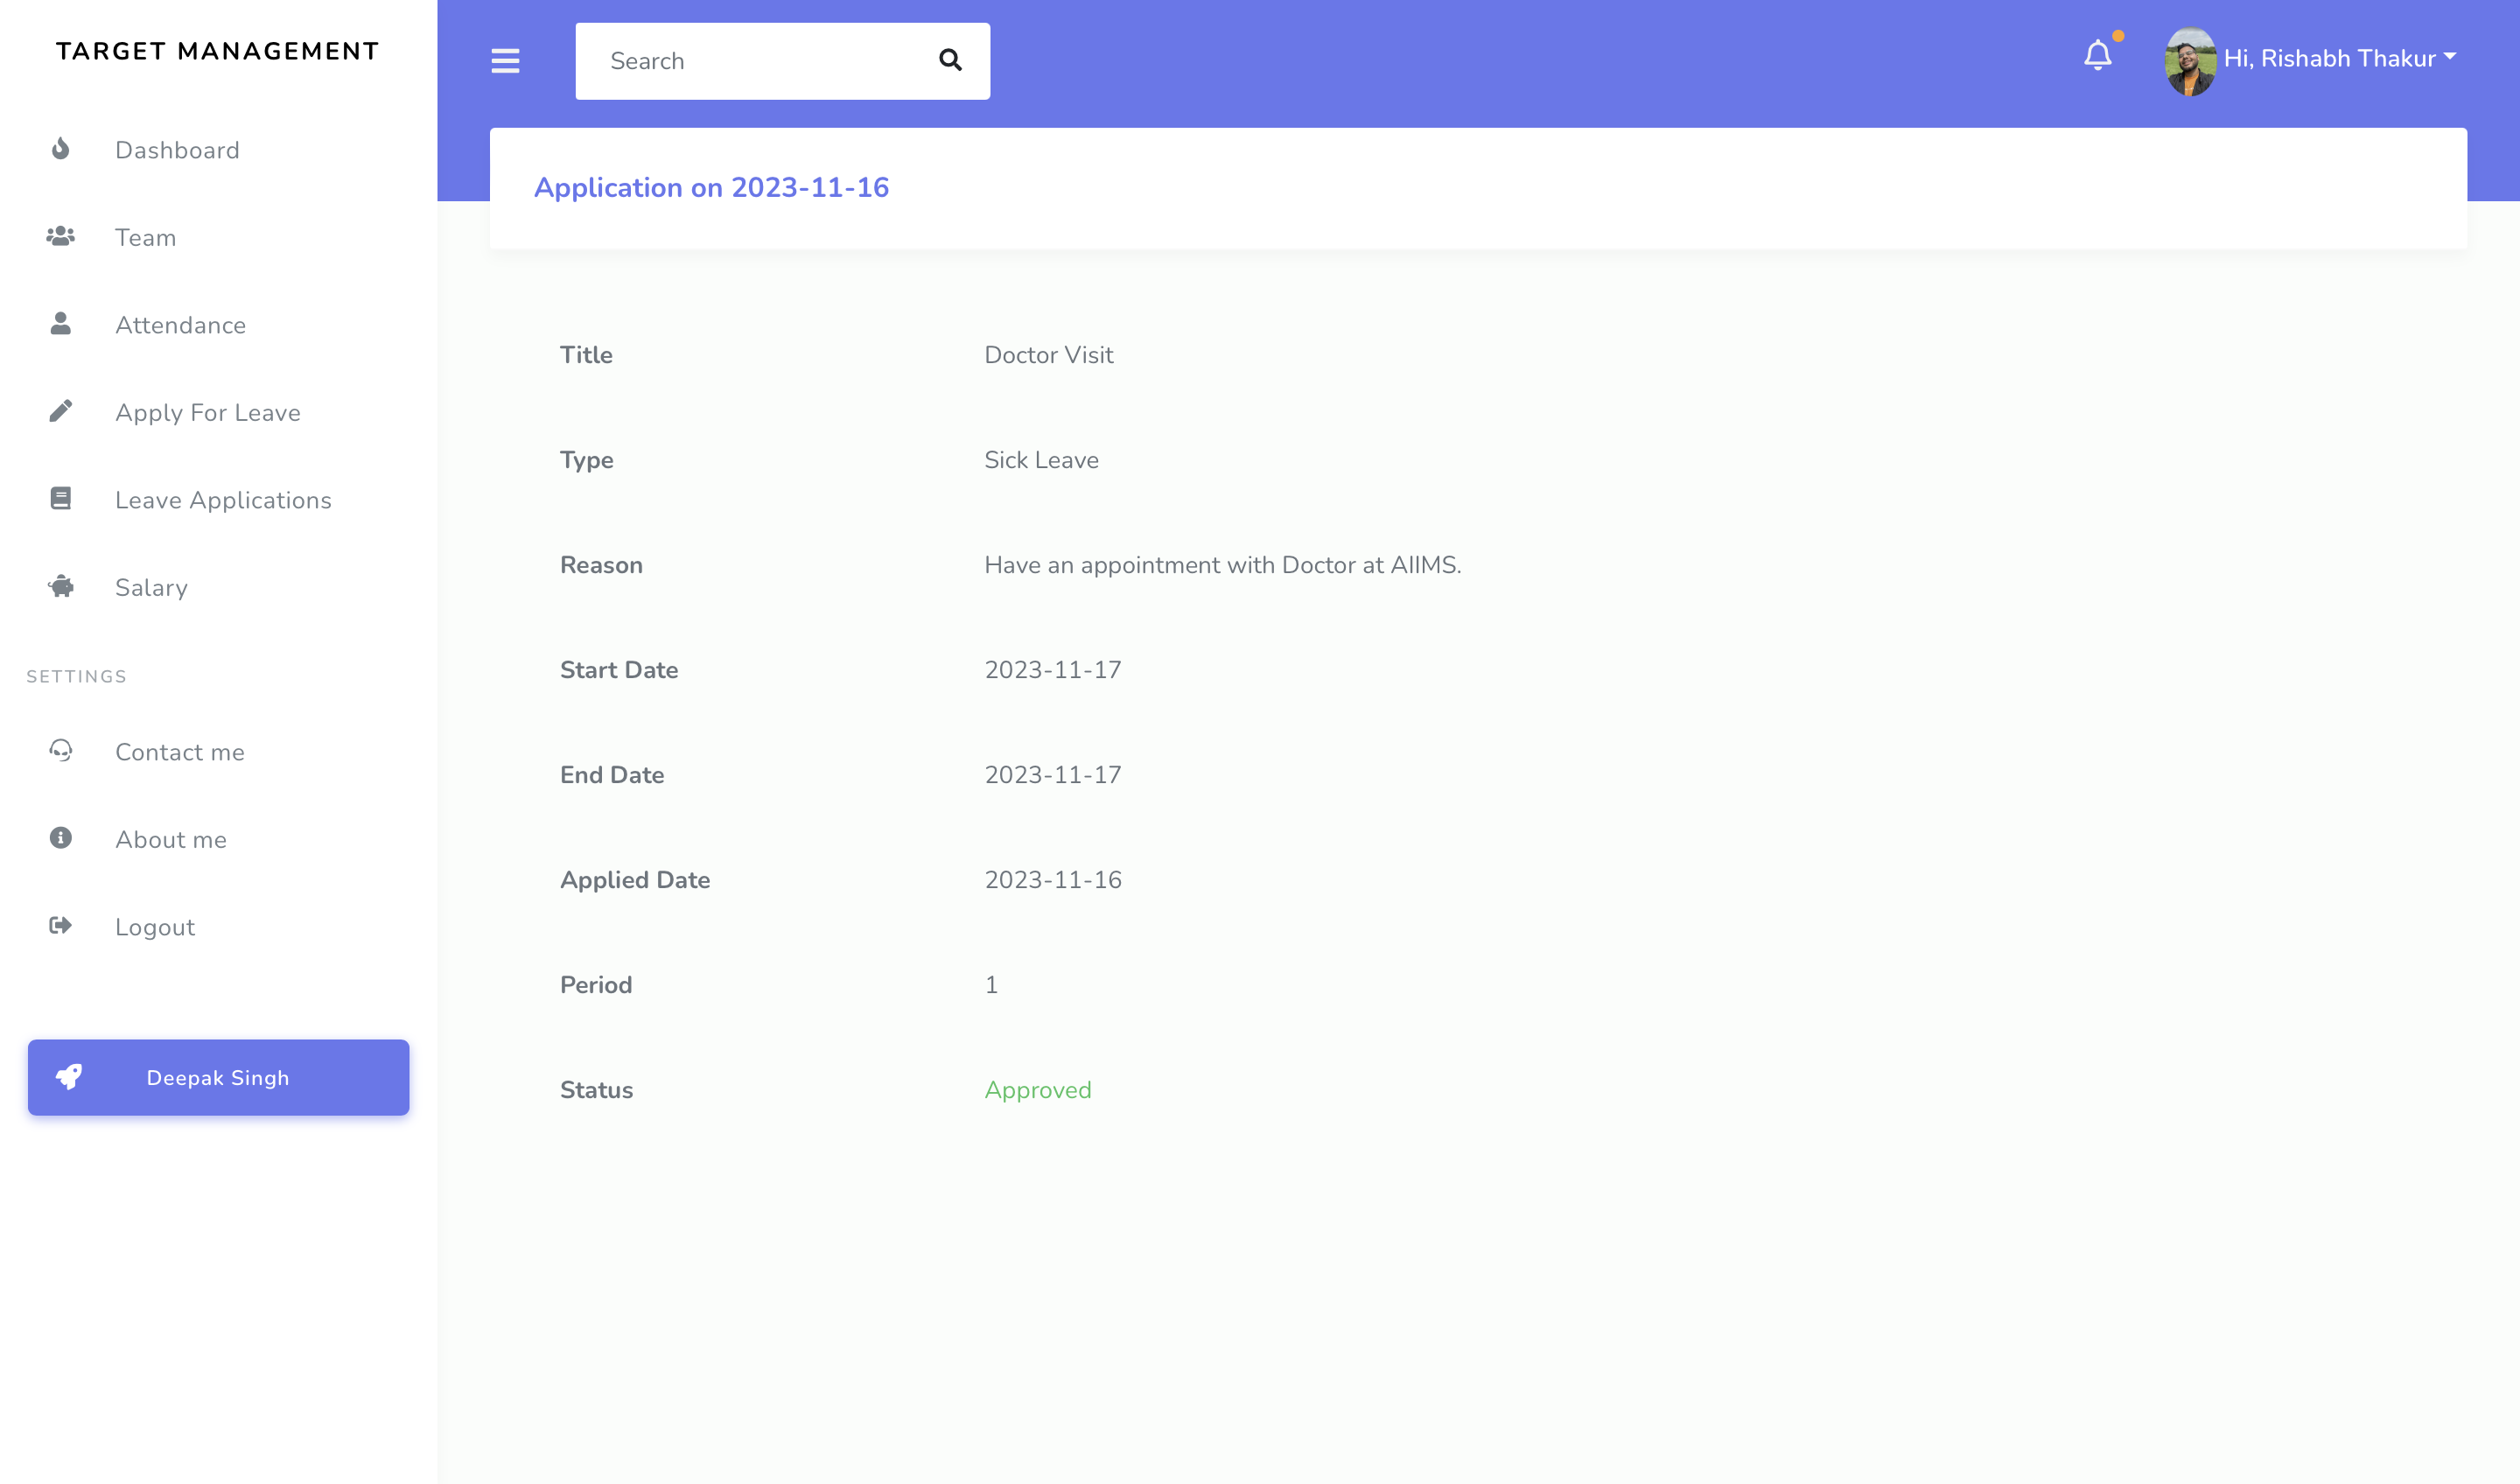 TARGET MANAGEMENT
Dashboard
Team
Attendance
Apply For Leave
Leave Applications
Salary
SETTINGS
Contact me
About me
Logout
Deepak Singh
Search
Hi, Rishabh Thakur
Application on 2023-11-16
Title Doctor Visit
Type Sick Leave
Reason Have an appointment with Doctor at AIIMS.
Start Date 2023-11-17
End Date 2023-11-17
Applied Date 2023-11-16
Period 1
Status Approved